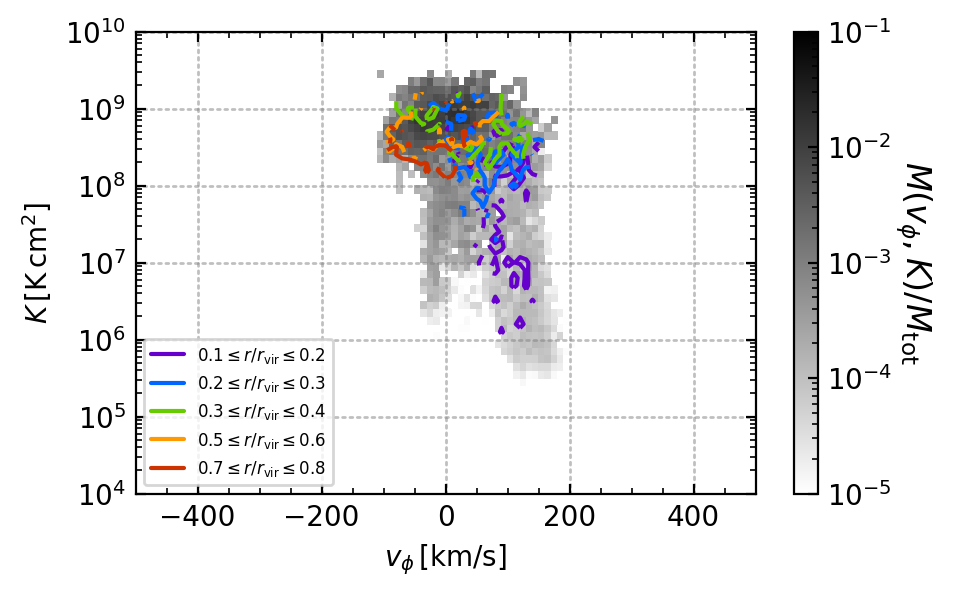 10^10
10^9
10^8
10^7
10^6
10^5
10^4
K [K cm^2]
−400
−200
0
200
400
v_ϕ [km/s]
0.1 ≤ r/r_vir ≤ 0.2
0.2 ≤ r/r_vir ≤ 0.3
0.3 ≤ r/r_vir ≤ 0.4
0.5 ≤ r/r_vir ≤ 0.6
0.7 ≤ r/r_vir ≤ 0.8
10^−1
10^−2
10^−3
10^−4
10^−5
M(v_ϕ, K)/M_tot